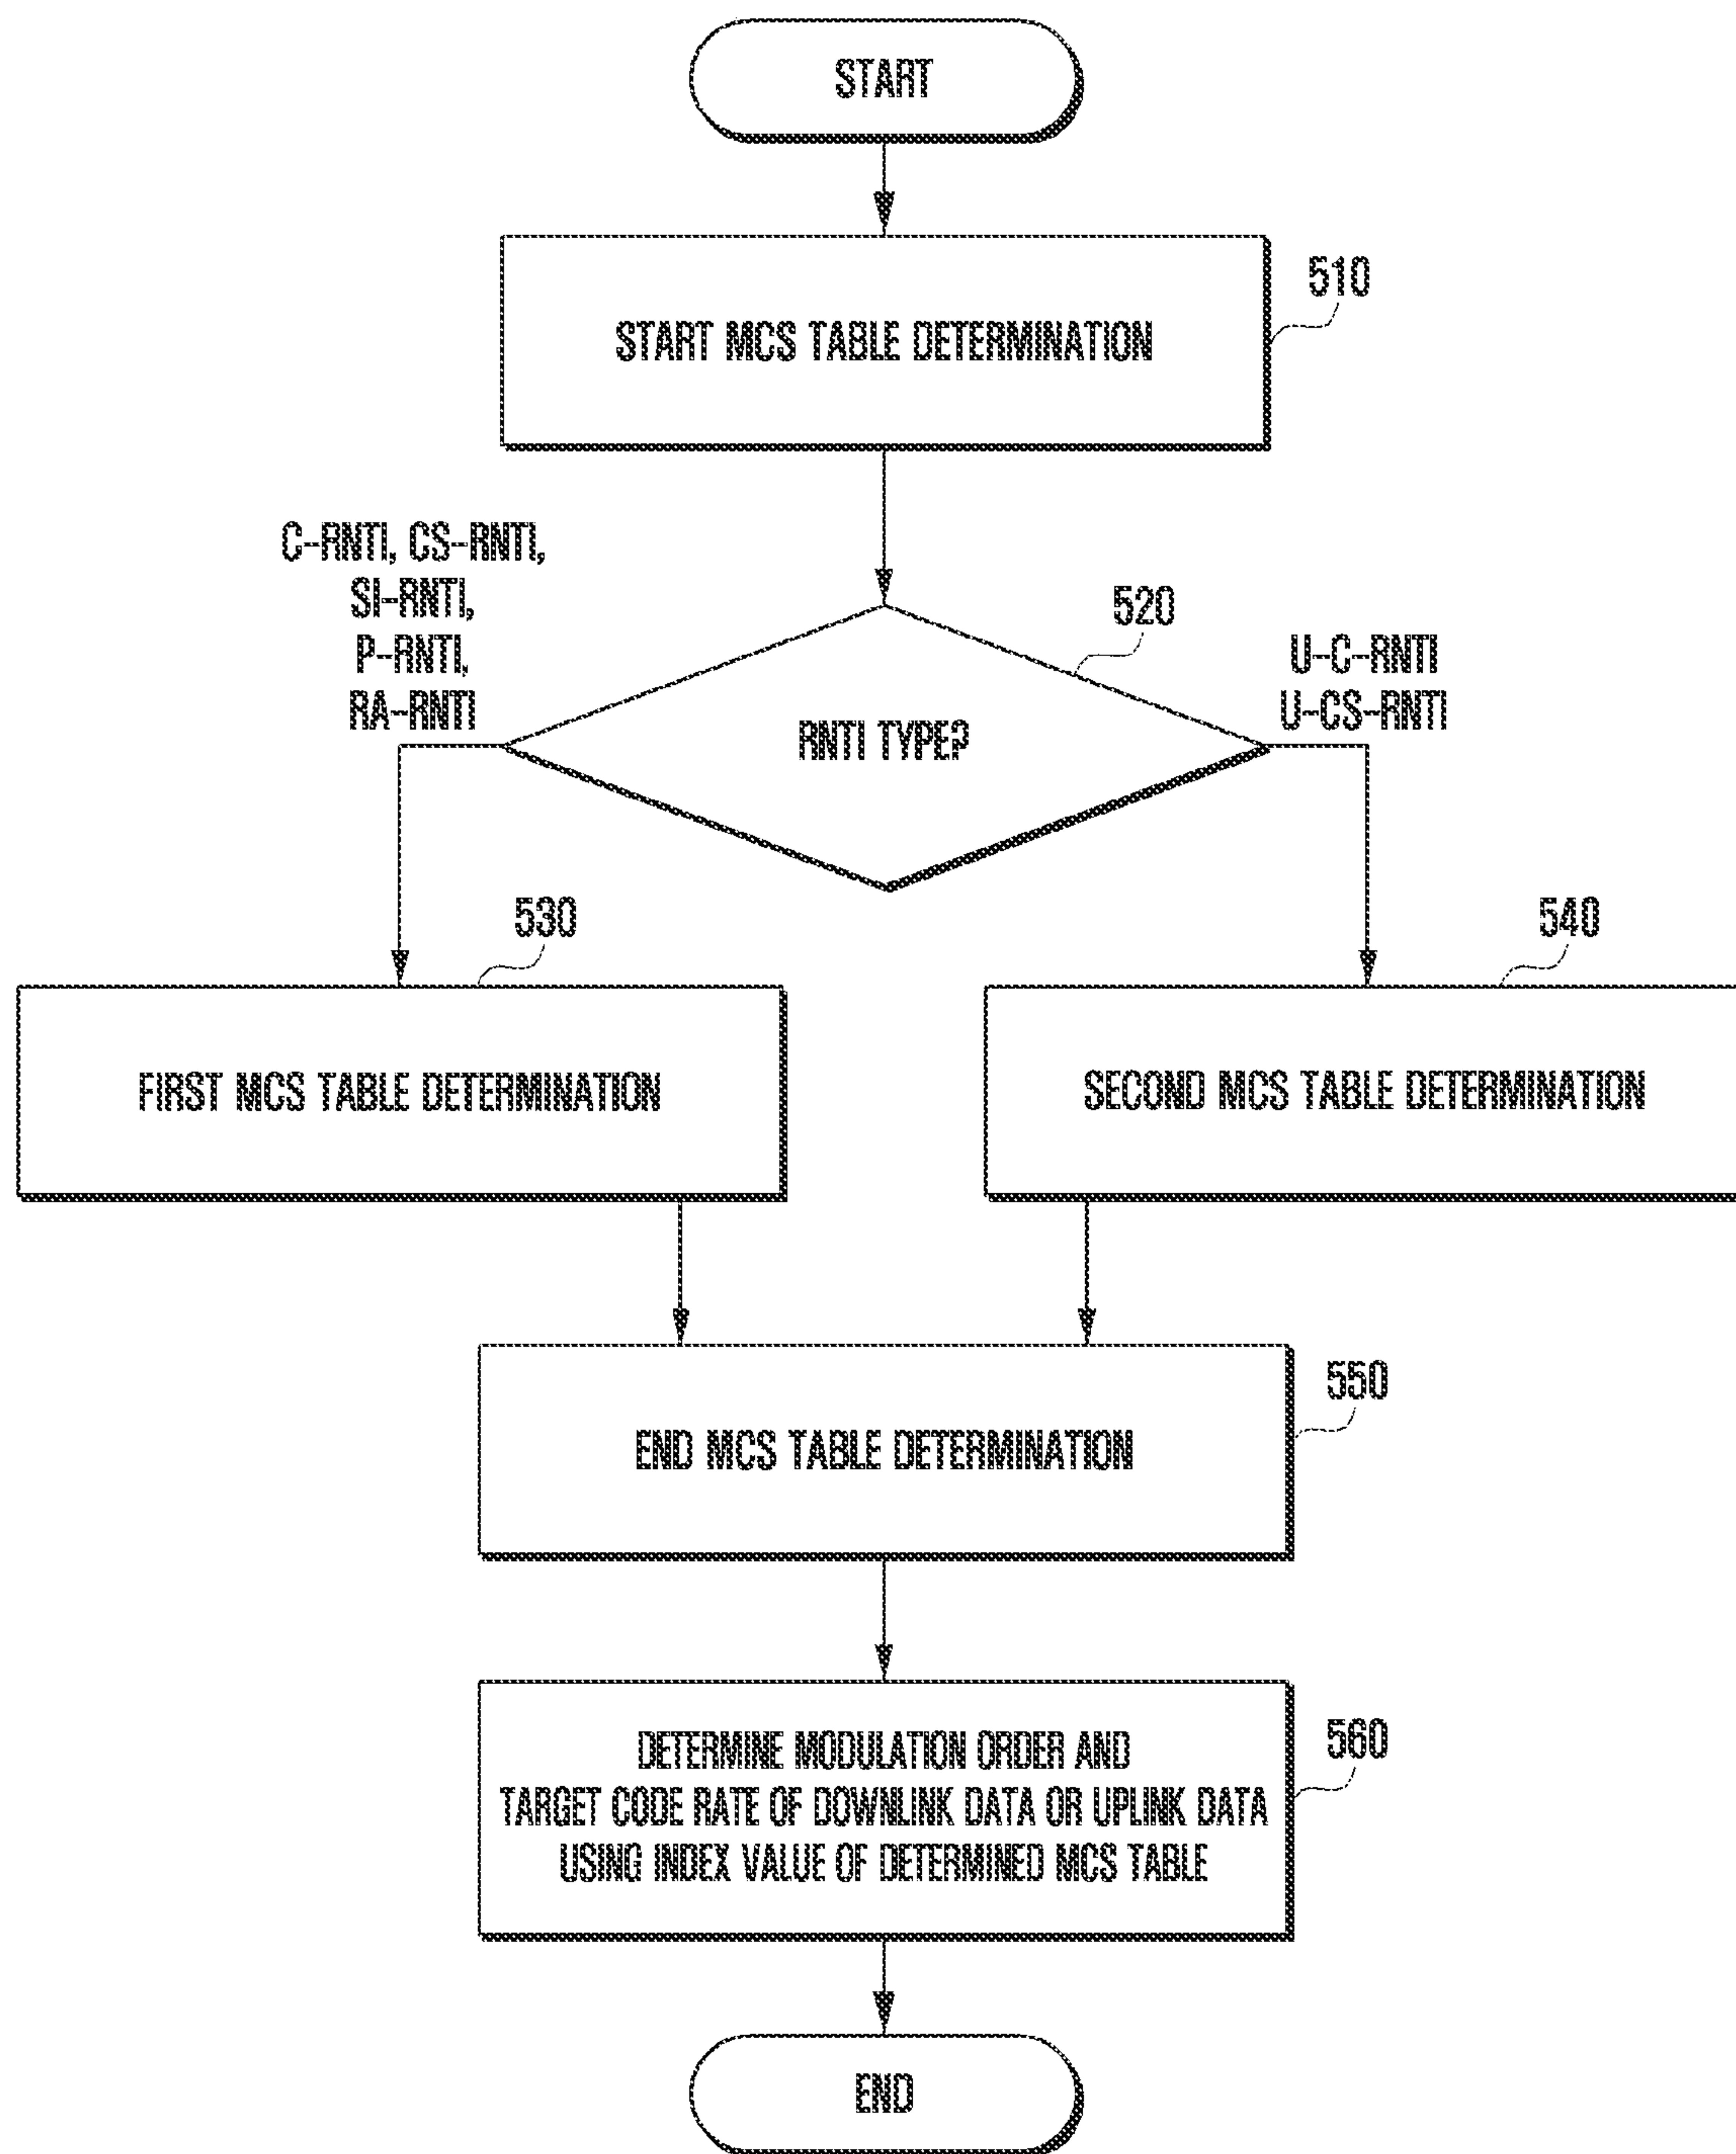 START
START MCS TABLE DETERMINATION
510
C-RNTI, CS-RNTI,
SI-RNTI,
P-RNTI,
RA-RNTI
520
RNTI TYPE?
U-C-RNTI
U-CS-RNTI
530
FIRST MCS TABLE DETERMINATION
540
SECOND MCS TABLE DETERMINATION
END MCS TABLE DETERMINATION
550
DETERMINE MODULATION ORDER AND
TARGET CODE RATE OF DOWNLINK DATA OR UPLINK DATA
USING INDEX VALUE OF DETERMINED MCS TABLE
560
END